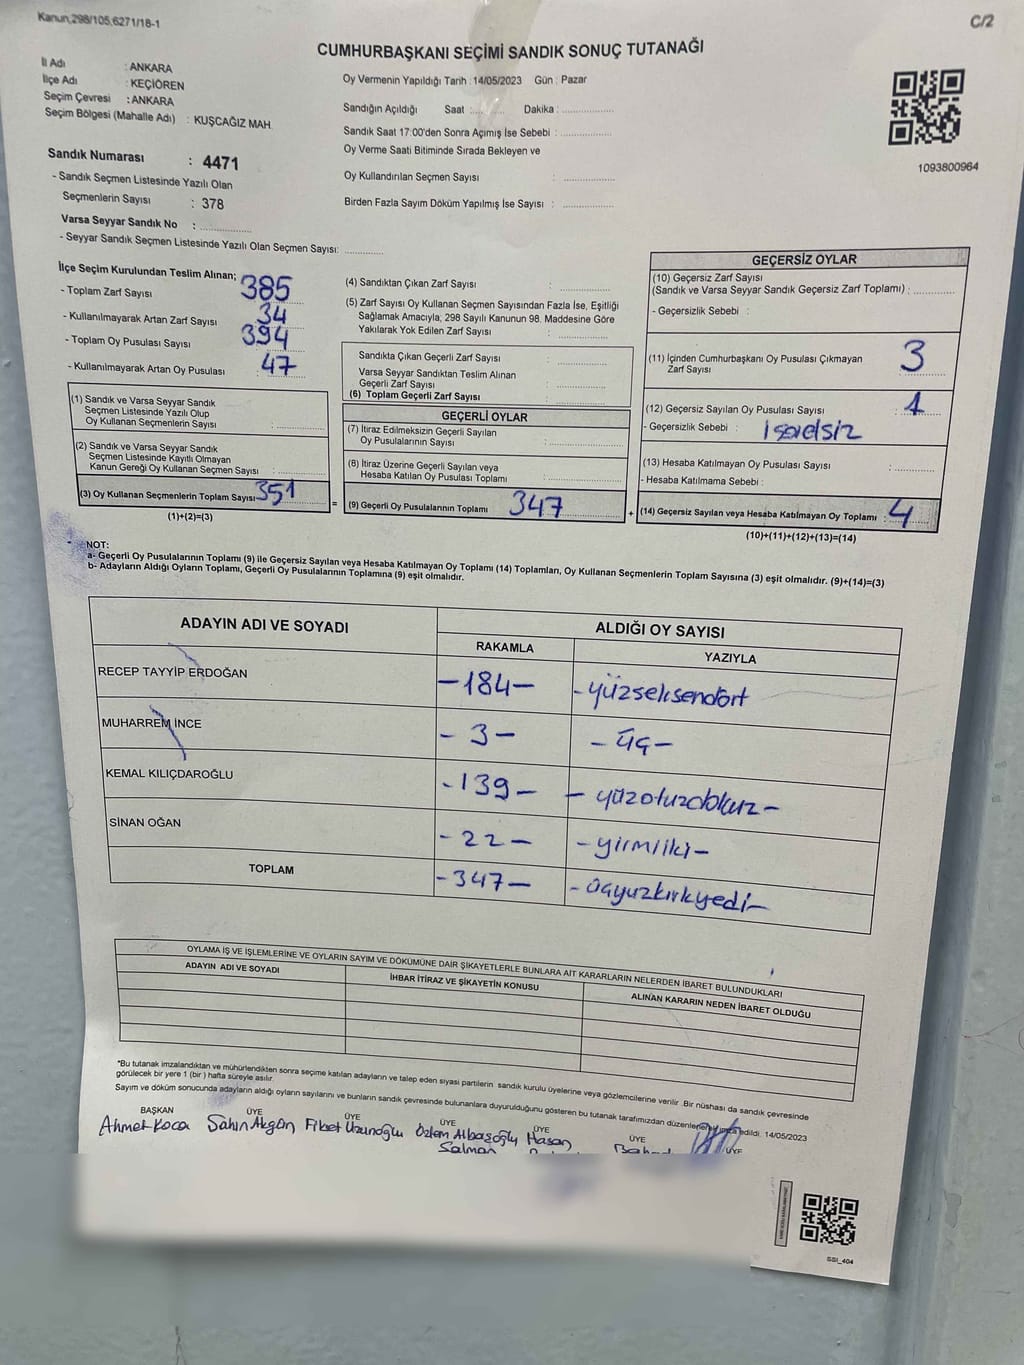 Kanun,298/105,6271/18-1
C/2
CUMHURBAŞKANI SEÇİMİ SANDIK SONUÇ TUTANAĞI
İl Adı : ANKARA
İlçe Adı : KEÇİÖREN
Seçim Çevresi : ANKARA
Seçim Bölgesi (Mahalle Adı) : KUŞCAĞIZ MAH.
Sandık Numarası : 4471
- Sandık Seçmen Listesinde Yazılı Olan
Seçmenlerin Sayısı : 378
Varsa Seyyar Sandık No :
- Seyyar Sandık Seçmen Listesinde Yazılı Olan Seçmen Sayısı:
Oy Vermenin Yapıldığı Tarih : 14/05/2023 Gün : Pazar
Sandığın Açıldığı Saat : Dakika :
Sandık Saat 17:00'den Sonra Açımış İse Sebebi :
Oy Verme Saati Bitiminde Sırada Bekleyen ve
Oy Kullandırılan Seçmen Sayısı :
Birden Fazla Sayım Döküm Yapılmış İse Sayısı :
1093800964
İlçe Seçim Kurulundan Teslim Alınan;
- Toplam Zarf Sayısı : 385
- Kullanılmayarak Artan Zarf Sayısı : 34
- Toplam Oy Pusulası Sayısı : 394
- Kullanılmayarak Artan Oy Pusulası : 47
(1) Sandık ve Varsa Seyyar Sandık
Seçmen Listesinde Yazılı Olup
Oy Kullanan Seçmenlerin Sayısı :
(2) Sandık ve Varsa Seyyar Sandık
Seçmen Listesinde Kayıtlı Olmayan
Kanun Gereği Oy Kullanan Seçmen Sayısı :
(3) Oy Kullanan Seçmenlerin Toplam Sayısı: 351
(1)+(2)=(3)
(4) Sandıktan Çıkan Zarf Sayısı :
(5) Zarf Sayısı Oy Kullanan Seçmen Sayısından Fazla İse, Eşitliği
Sağlamak Amacıyla, 298 Sayılı Kanunun 98. Maddesine Göre
Yakılarak Yok Edilen Zarf Sayısı :
Sandıkta Çıkan Geçerli Zarf Sayısı :
Varsa Seyyar Sandıktan Teslim Alınan
Geçerli Zarf Sayısı :
(6) Toplam Geçerli Zarf Sayısı :
GEÇERLİ OYLAR
(7) İtiraz Edilmeksizin Geçerli Sayılan
Oy Pusulalarının Sayısı :
(8) İtiraz Üzerine Geçerli Sayılan veya
Hesaba Katılan Oy Pusulası Toplamı :
= (9) Geçerli Oy Pusulalarının Toplamı 347
GEÇERSİZ OYLAR
(10) Geçersiz Zarf Sayısı
(Sandık ve Varsa Seyyar Sandık Geçersiz Zarf Toplamı) :
- Geçersizlik Sebebi :
(11) İçinden Cumhurbaşkanı Oy Pusulası Çıkmayan
Zarf Sayısı : 3
(12) Geçersiz Sayılan Oy Pusulası Sayısı : 1
- Geçersizlik Sebebi : işaretsiz
(13) Hesaba Katılmayan Oy Pusulası Sayısı :
- Hesaba Katılmama Sebebi :
+ (14) Geçersiz Sayılan veya Hesaba Katılmayan Oy Toplamı : 4
(10)+(11)+(12)+(13)=(14)
NOT:
a- Geçerli Oy Pusulalarının Toplamı (9) ile Geçersiz Sayılan veya Hesaba Katılmayan Oy Toplamı (14) Toplamları, Oy Kullanan Seçmenlerin Toplam Sayısına (3) eşit olmalıdır. (9)+(14)=(3)
b- Adayların Aldığı Oyların Toplamı, Geçerli Oy Pusulalarının Toplamına (9) eşit olmalıdır.
ADAYIN ADI VE SOYADI ALDIĞI OY SAYISI
RAKAMLA YAZIYLA
RECEP TAYYİP ERDOĞAN -184- -yüzseksendört
MUHARREM İNCE -3- -üç-
KEMAL KILIÇDAROĞLU -139- -yüzotuzdokuz-
SİNAN OĞAN -22- -yirmiiki-
TOPLAM -347- -üçyüzkırkyedi-
OYLAMA İŞ VE İŞLEMLERİNE VE OYLARIN SAYIM VE DÖKÜMÜNE DAİR ŞİKAYETLERLE BUNLARA AİT KARARLARIN NELERDEN İBARET BULUNDUKLARI
ADAYIN ADI VE SOYADI İHBAR İTİRAZ VE ŞİKAYETİN KONUSU ALINAN KARARIN NEDEN İBARET OLDUĞU
*Bu tutanak imzalandıktan ve mühürlendikten sonra seçime katılan adayların ve talep eden siyasi partilerin sandık kurulu üyelerine veya gözlemcilerine verilir. Bir nüshası da sandık çevresinde
görülecek bir yere 1 (bir) hafta süreyle asılır.
Sayım ve döküm sonucunda adayların aldığı oyların sayılarını ve bunların sandık çevresinde bulunanlara duyurulduğunu gösteren bu tutanak tarafımızdan düzenlenerek imza edildi. 14/05/2023
BAŞKAN ÜYE ÜYE ÜYE ÜYE ÜYE ÜYE
Ahmet Koca Şahin Akgün Fikret Uzunoğlu Özlem Albaşoğlu Hasan
Salman
SSI_404